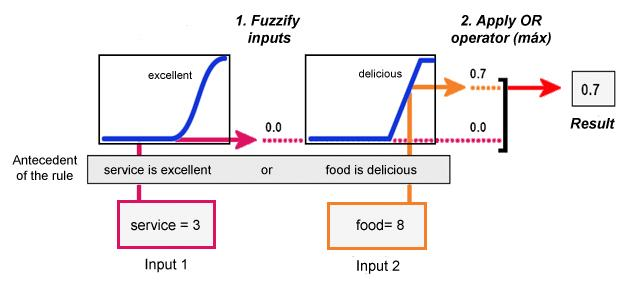 1. Fuzzify
inputs
2. Apply OR
operator (máx)
excellent
delicious
0.7
0.0
0.0
0.7
Result
Antecedent
of the rule
service is excellent or food is delicious
service = 3
food= 8
Input 1
Input 2